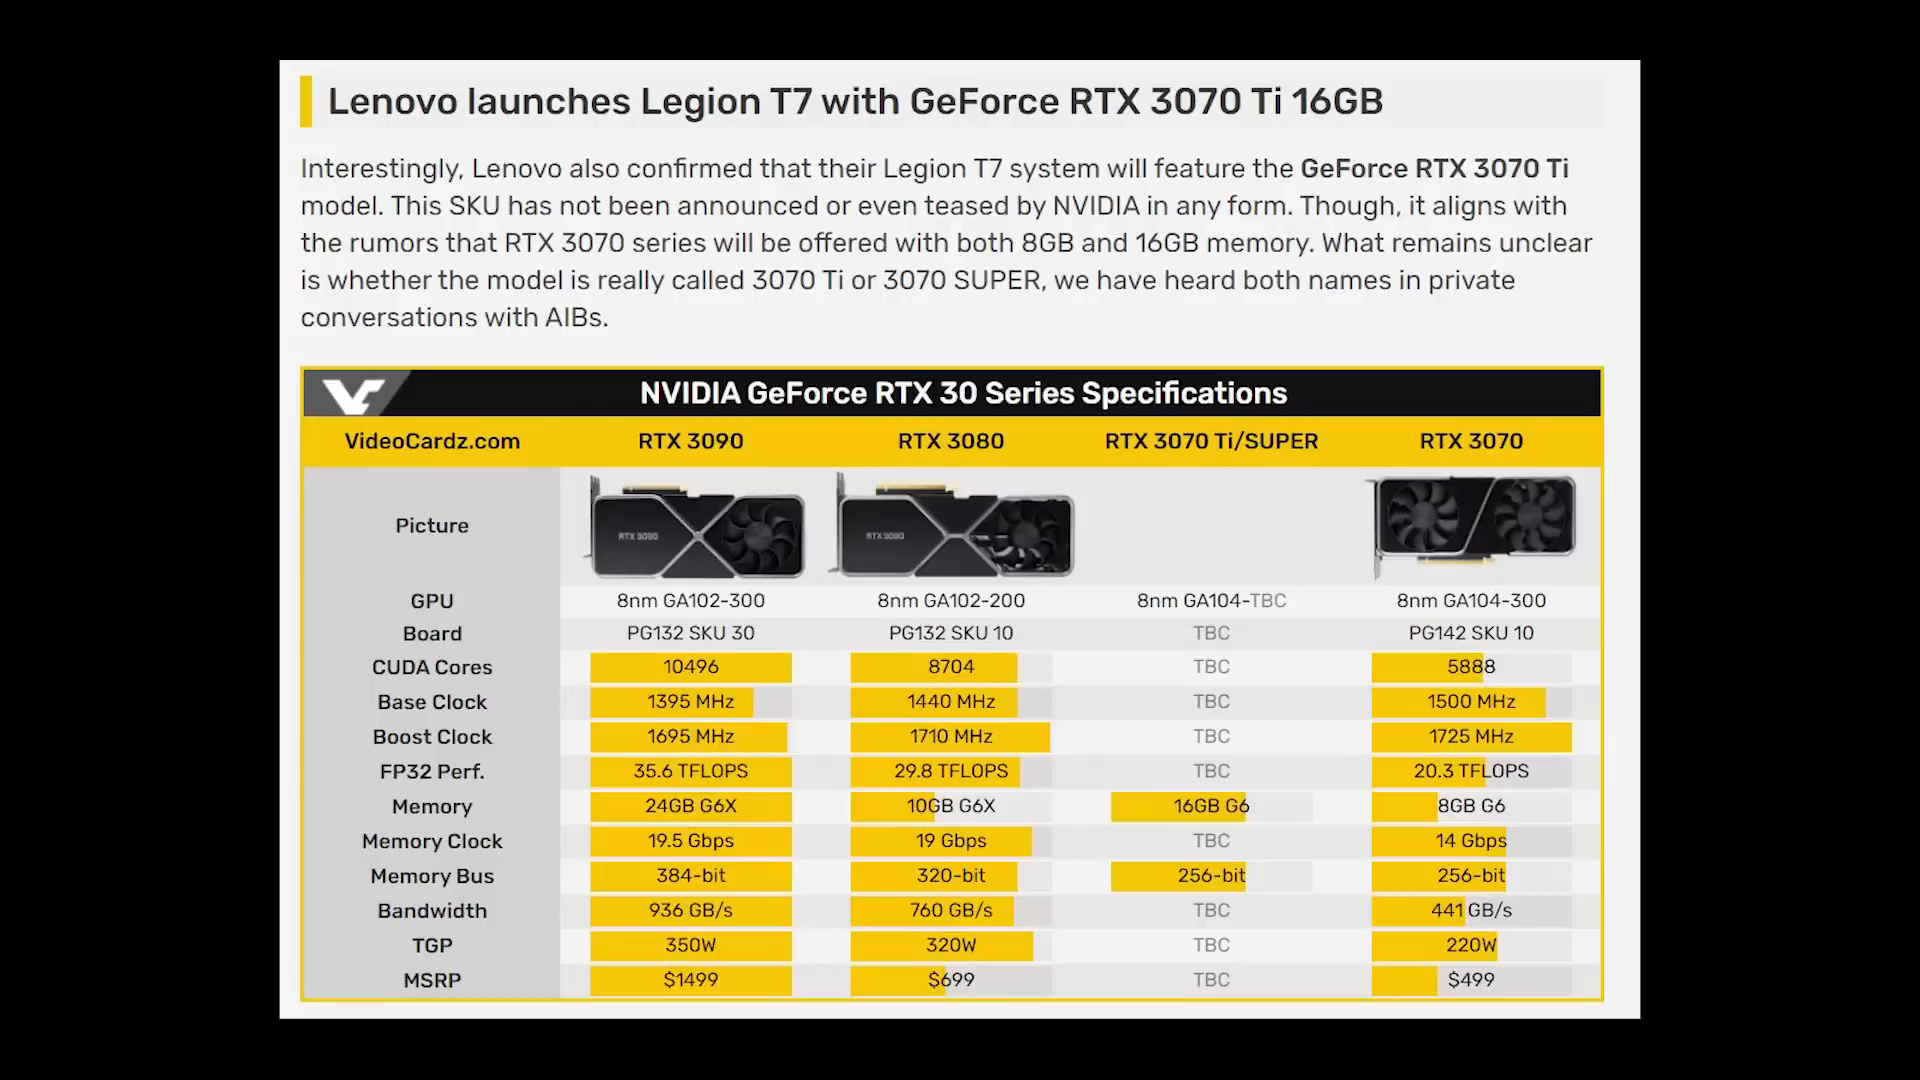 Lenovo launches Legion T7 with GeForce RTX 3070 Ti 16GB
Interestingly, Lenovo also confirmed that their Legion T7 system will feature the GeForce RTX 3070 Ti
model. This SKU has not been announced or even teased by NVIDIA in any form. Though, it aligns with
the rumors that RTX 3070 series will be offered with both 8GB and 16GB memory. What remains unclear
is whether the model is really called 3070 Ti or 3070 SUPER, we have heard both names in private
conversations with AIBs.
NVIDIA GeForce RTX 30 Series Specifications
VideoCardz.com RTX 3090 RTX 3080 RTX 3070 Ti/SUPER RTX 3070
Picture RTX 3090 RTX 3080
GPU 8nm GA102-300 8nm GA102-200 8nm GA104-TBC 8nm GA104-300
Board PG132 SKU 30 PG132 SKU 10 TBC PG142 SKU 10
CUDA Cores 10496 8704 TBC 5888
Base Clock 1395 MHz 1440 MHz TBC 1500 MHz
Boost Clock 1695 MHz 1710 MHz TBC 1725 MHz
FP32 Perf. 35.6 TFLOPS 29.8 TFLOPS TBC 20.3 TFLOPS
Memory 24GB G6X 10GB G6X 16GB G6 8GB G6
Memory Clock 19.5 Gbps 19 Gbps TBC 14 Gbps
Memory Bus 384-bit 320-bit 256-bit 256-bit
Bandwidth 936 GB/s 760 GB/s TBC 441 GB/s
TGP 350W 320W TBC 220W
MSRP $1499 $699 TBC $499